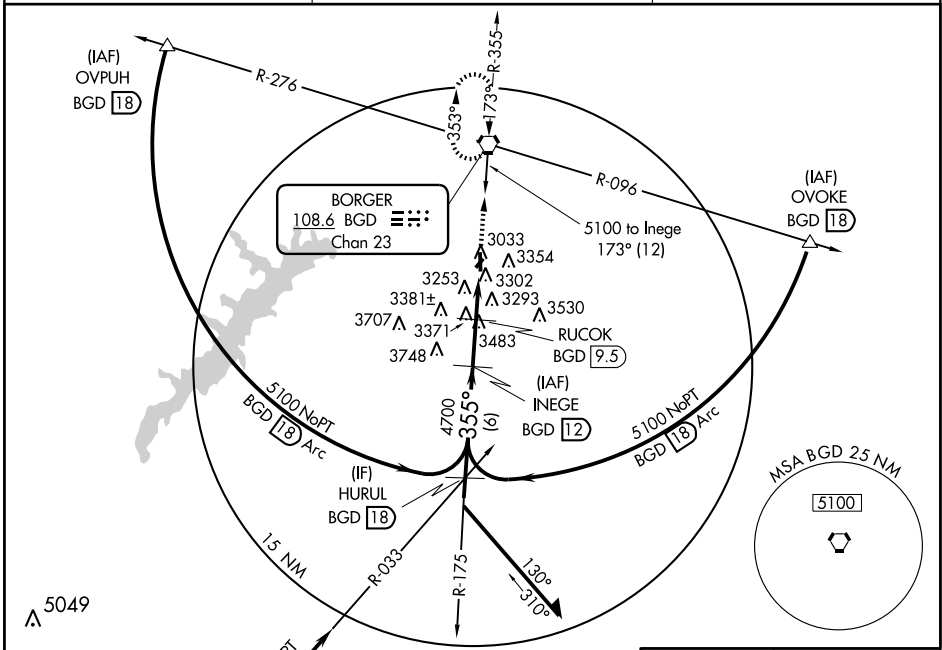 (IAF)
OVPUH
BGD 18
R-276
R-355
173°
353°
R-096
(IAF)
OVOKE
BGD 18
BORGER
108.6 BGD
Chan 23
5100 to Inege
173° (12)
3033
3354
3253
3302
3381±
3293
3530
3707
3371
3483
3748
RUCOK
BGD 9.5
(IAF)
INEGE
BGD 12
4700
355°
(6)
5100 NoPT
BGD 18 Arc
5100 NoPT
BGD 18 Arc
(IF)
HURUL
BGD 18
MSA BGD 25 NM
5100
15 NM
R-033
R-175
130°
310°
5049